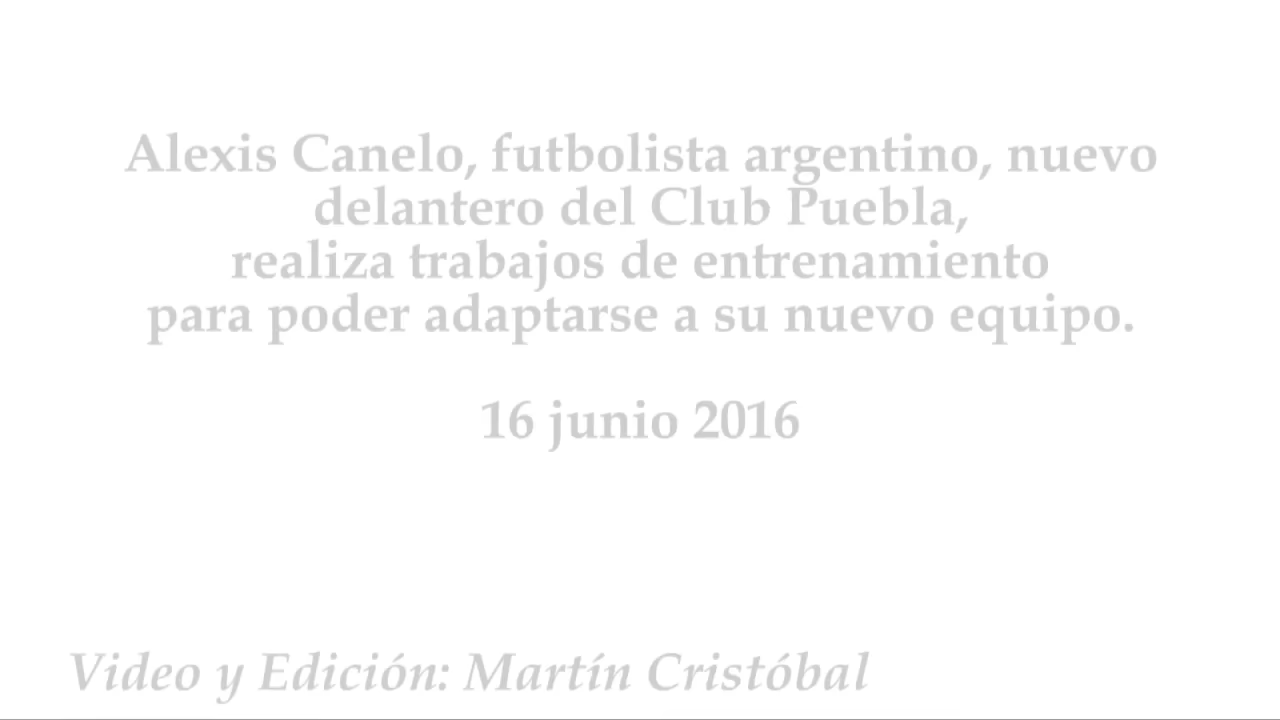 Alexis Canelo, futbolista argentino, nuevo
delantero del Club Puebla,
realiza trabajos de entrenamiento
para poder adaptarse a su nuevo equipo.
16 junio 2016
Video y Edición: Martín Cristóbal